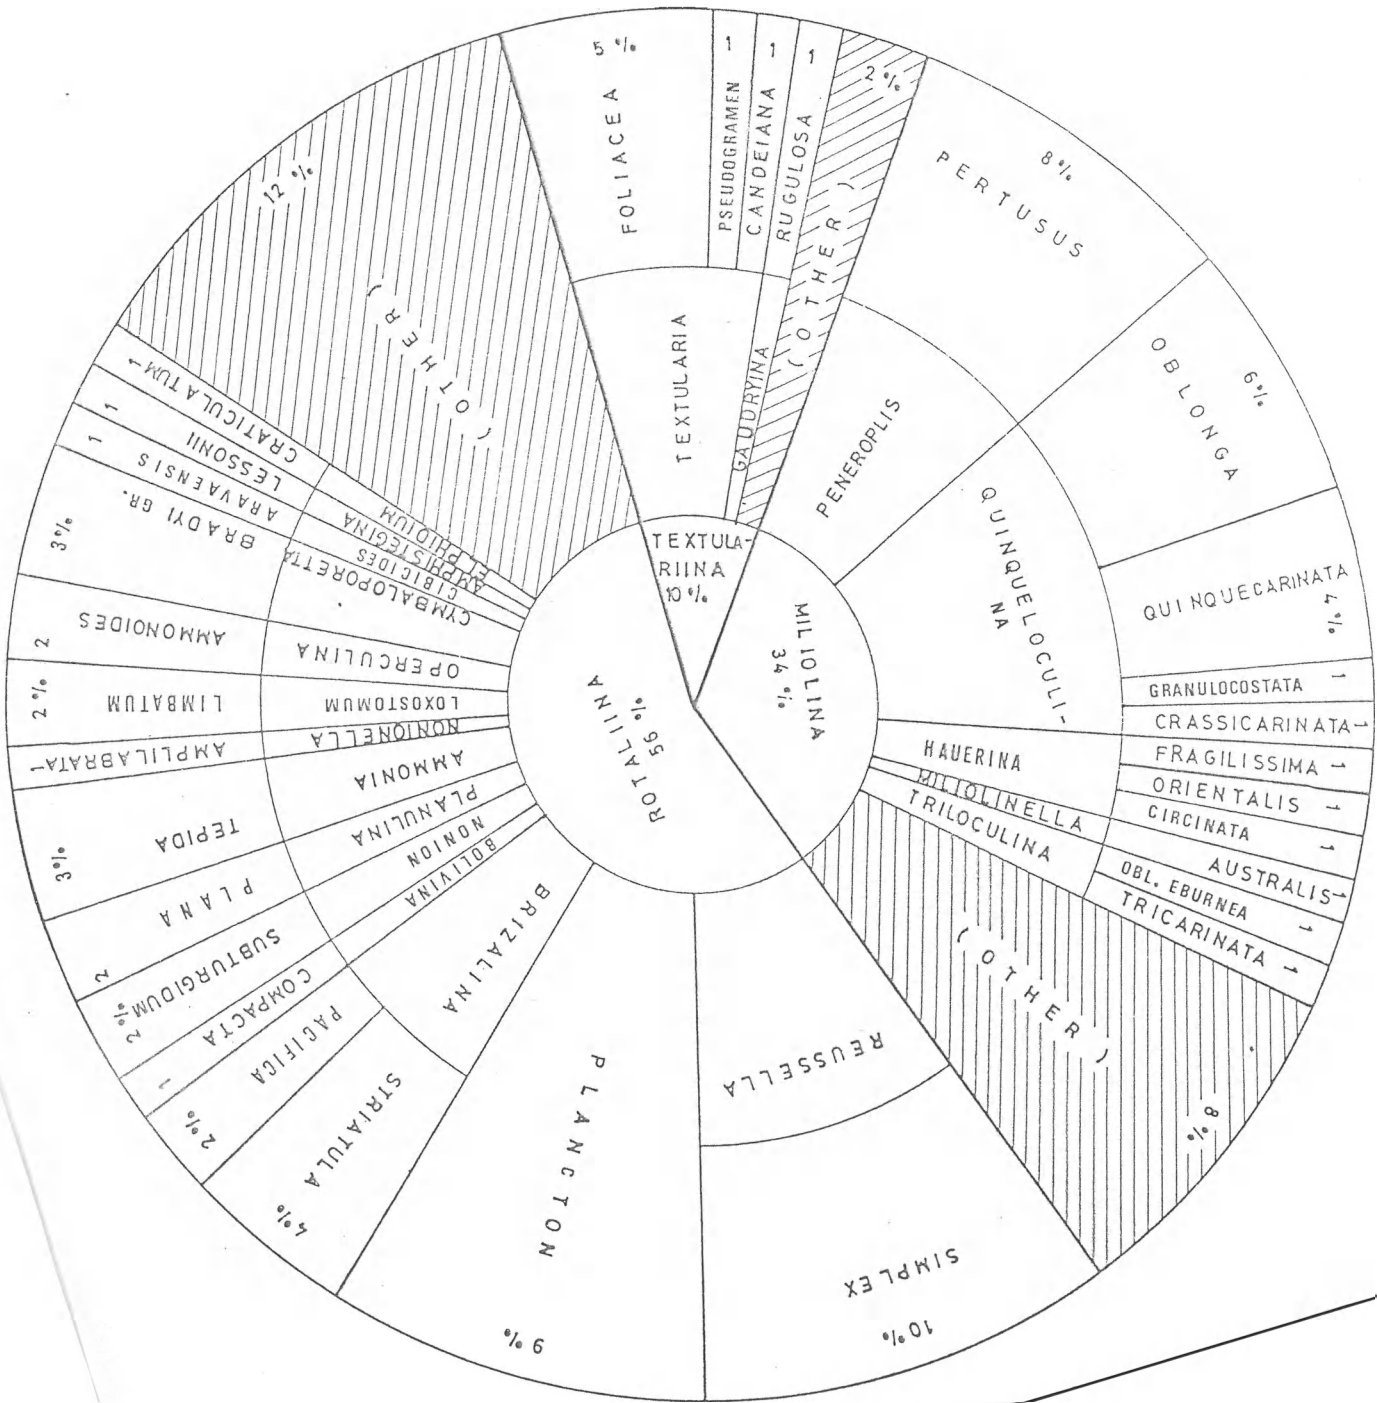 TEXTULA-
RIINA
10 %
MILIOLINA
34 %
ROTALIINA
56 %
TEXTULARIA
GAUDRYINA
FOLIACEA
5 %
PSEUDOGRAMEN
1
CANDEIANA
1
RUGULOSA
1
( OTHER )
2 %
PENEROPLIS
PERTUSUS
8 %
QUINQUELOCULI-
NA
OBLONGA
6 %
QUINQUECARINATA
4 %
GRANULOCOSTATA
1
CRASSICARINATA
1
HAUERINA
FRAGILISSIMA
1
ORIENTALIS
1
CIRCINATA
1
MILIOLINELLA
AUSTRALIS
1
TRILOCULINA
OBL. EBURNEA
1
TRICARINATA
1
( OTHER )
8 %
REUSSELLA
SIMPLEX
10 %
PLANCTON
9 %
BRIZALINA
STRIATULA
4 %
PACIFICA
2 %
BOLIVINA
COMPACTA
1
NONION
SUBTURGIDUM
2 %
PLANULINA
PLANA
2
AMMONIA
TEPIDA
3 %
NONIONELLA
AMPLILABRATA
1
LOXOSTOMUM
LIMBATUM
2 %
OPERCULINA
AMMONOIDES
2
CYMBALOPORETTA
BRADYI GR.
3 %
CIBICIDES
ARAVAENSIS
1
AMPHISTEGINA
LESSONII
1
ELPHIDIUM
CRATICULATUM
1
( OTHER )
12 %